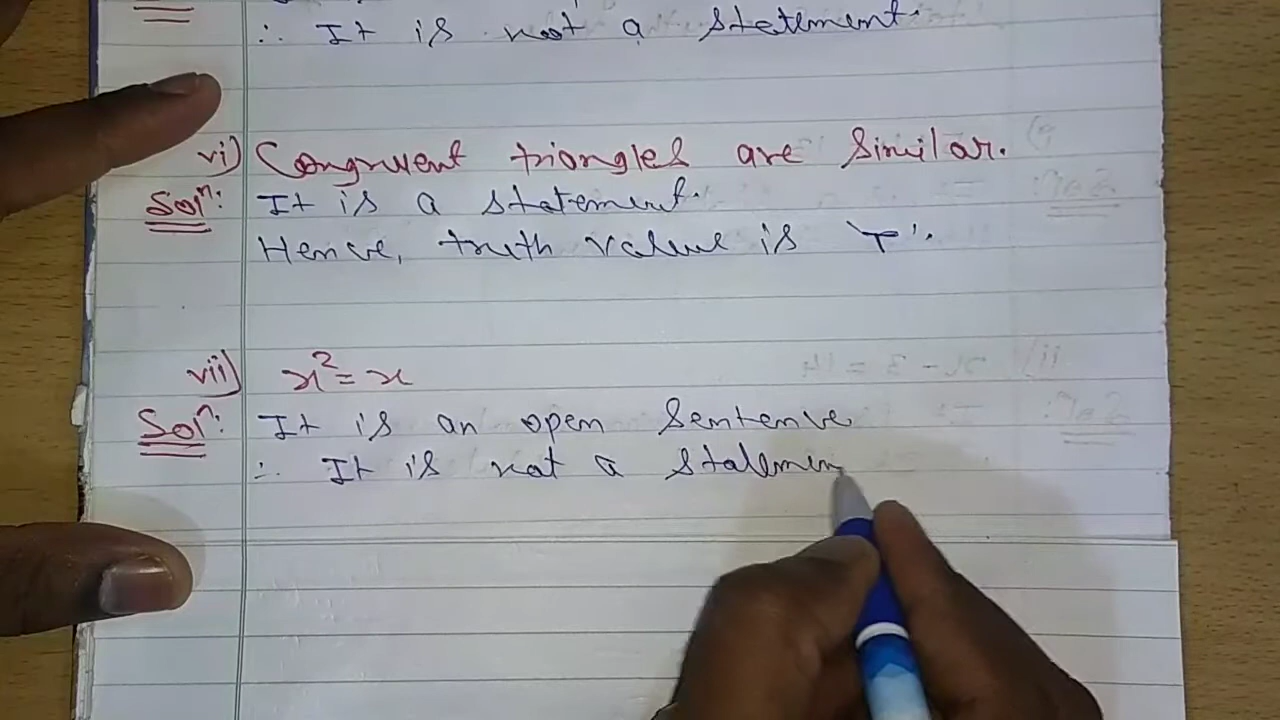 ∴ It is not a statement.
vi) Congruent triangles are similar.
Solⁿ: It is a statement.
Hence, truth value is 'T'.
vii) x² = x
Solⁿ: It is an open sentence
∴ It is not a statemen